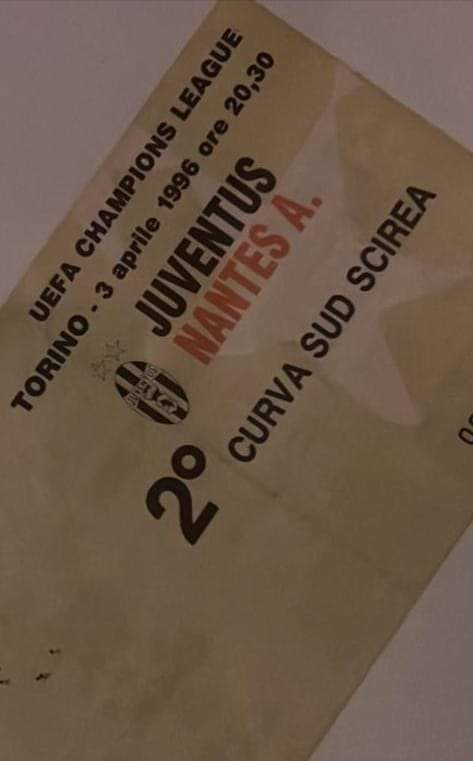 UEFA CHAMPIONS LEAGUE
TORINO - 3 aprile 1996 ore 20,30
JUVENTUS
NANTES A.
2° CURVA SUD SCIREA